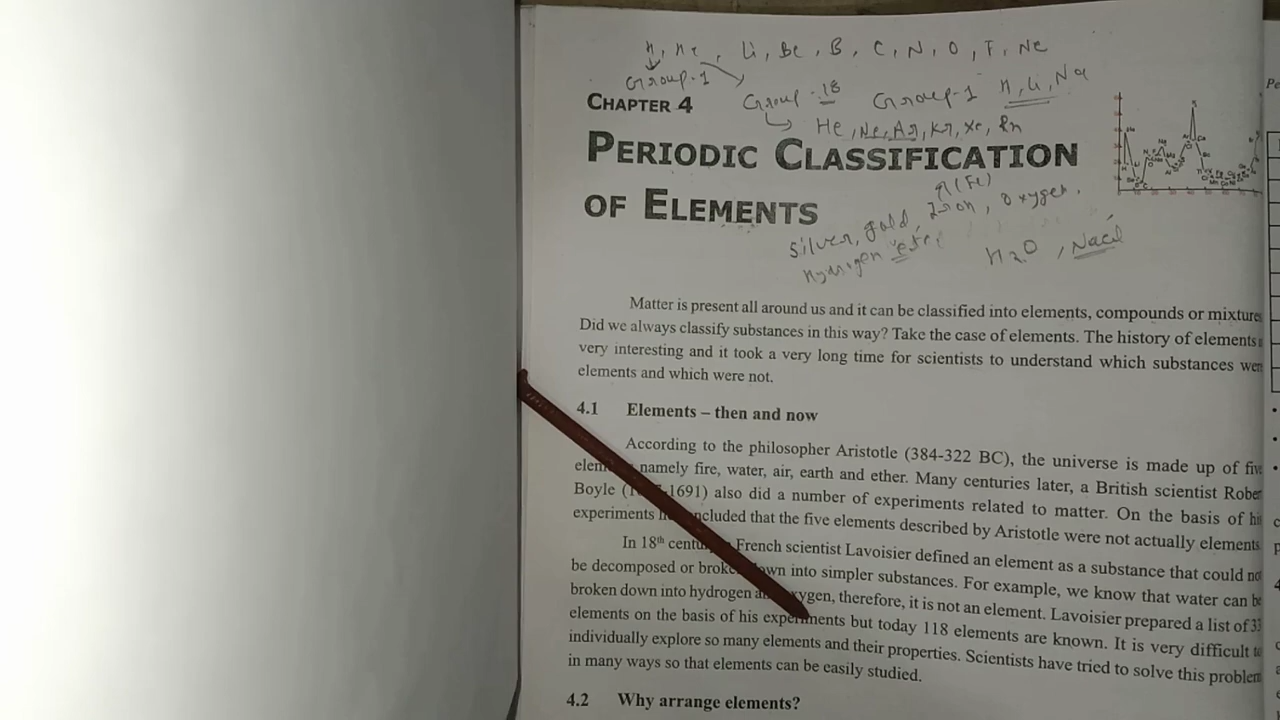 H, He, Li, Be, B, C, N, O, F, Ne
Group-1
Group-18 Group-1 H, Li, Na
CHAPTER 4
He, Ne, Ar, Kr, Xe, Rn
PERIODIC CLASSIFICATION
OF ELEMENTS
(Fe)
Silver, gold, Iron, Oxygen,
Hydrogen etc.
H2O, Nacl
Matter is present all around us and it can be classified into elements, compounds or mixture
Did we always classify substances in this way? Take the case of elements. The history of elements
very interesting and it took a very long time for scientists to understand which substances
elements and which were not.
4.1 Elements – then and now
According to the philosopher Aristotle (384-322 BC), the universe is made up of
namely fire, water, air, earth and ether. Many centuries later, a British scientist
Boyle ( 1691) also did a number of experiments related to matter. On the basis of
experiments concluded that the five elements described by Aristotle were not actually elements
In 18th French scientist Lavoisier defined an element as a substance that could
be decomposed or into simpler substances. For example, we know that water can be
broken down into hydrogen therefore, it is not an element. Lavoisier prepared a list of 33
elements on the basis of his experiments but today 118 elements are known. It is very difficult
individually explore so many elements and their properties. Scientists have tried to solve this problem
in many ways so that elements can be easily studied.
4.2 Why arrange elements?